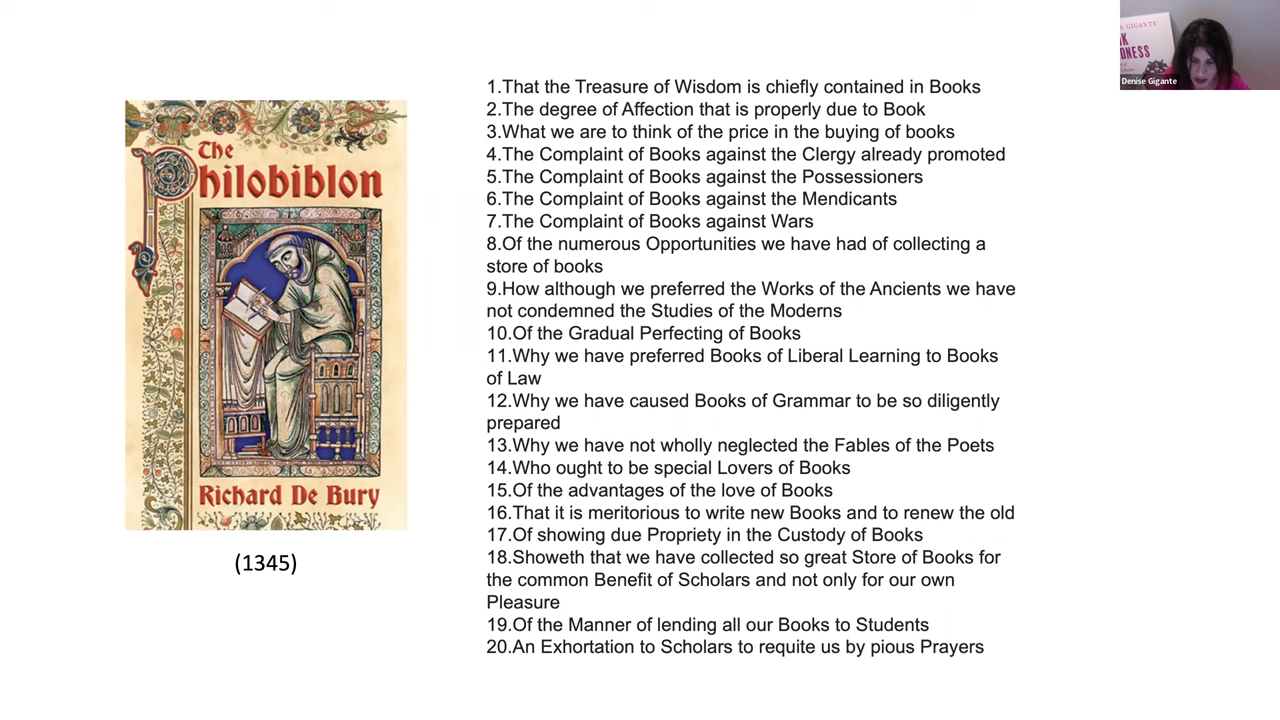 The
Philobiblon
Richard De Bury
(1345)
1.That the Treasure of Wisdom is chiefly contained in Books
2.The degree of Affection that is properly due to Book
3.What we are to think of the price in the buying of books
4.The Complaint of Books against the Clergy already promoted
5.The Complaint of Books against the Possessioners
6.The Complaint of Books against the Mendicants
7.The Complaint of Books against Wars
8.Of the numerous Opportunities we have had of collecting a
store of books
9.How although we preferred the Works of the Ancients we have
not condemned the Studies of the Moderns
10.Of the Gradual Perfecting of Books
11.Why we have preferred Books of Liberal Learning to Books
of Law
12.Why we have caused Books of Grammar to be so diligently
prepared
13.Why we have not wholly neglected the Fables of the Poets
14.Who ought to be special Lovers of Books
15.Of the advantages of the love of Books
16.That it is meritorious to write new Books and to renew the old
17.Of showing due Propriety in the Custody of Books
18.Showeth that we have collected so great Store of Books for
the common Benefit of Scholars and not only for our own
Pleasure
19.Of the Manner of lending all our Books to Students
20.An Exhortation to Scholars to requite us by pious Prayers
E GIGANTE
OK
DNESS
Denise Gigante